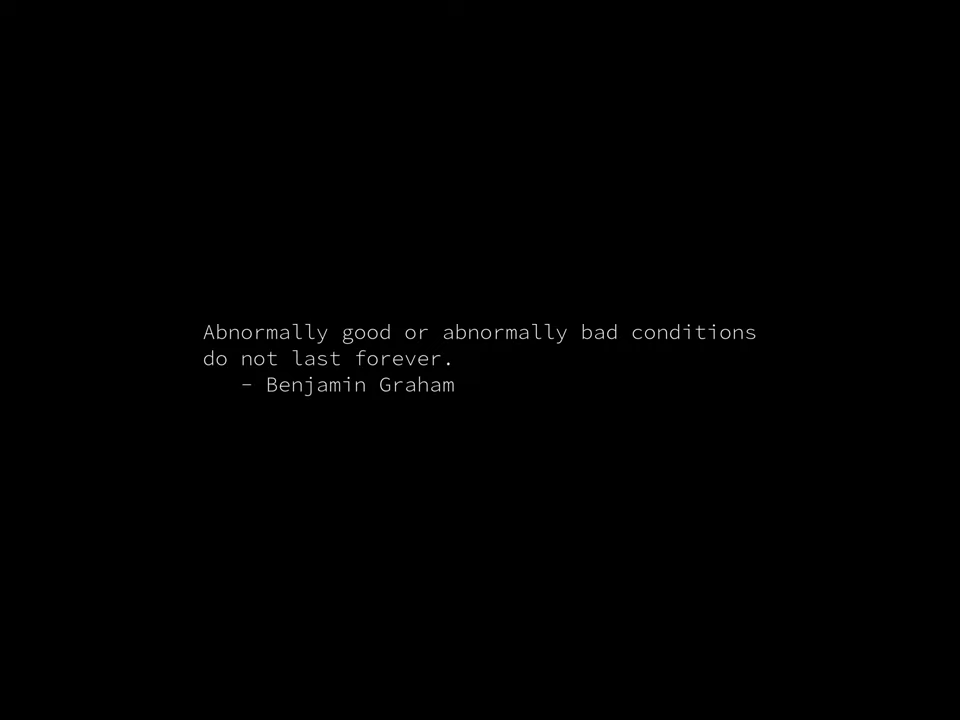 Abnormally good or abnormally bad conditions
do not last forever.
– Benjamin Graham